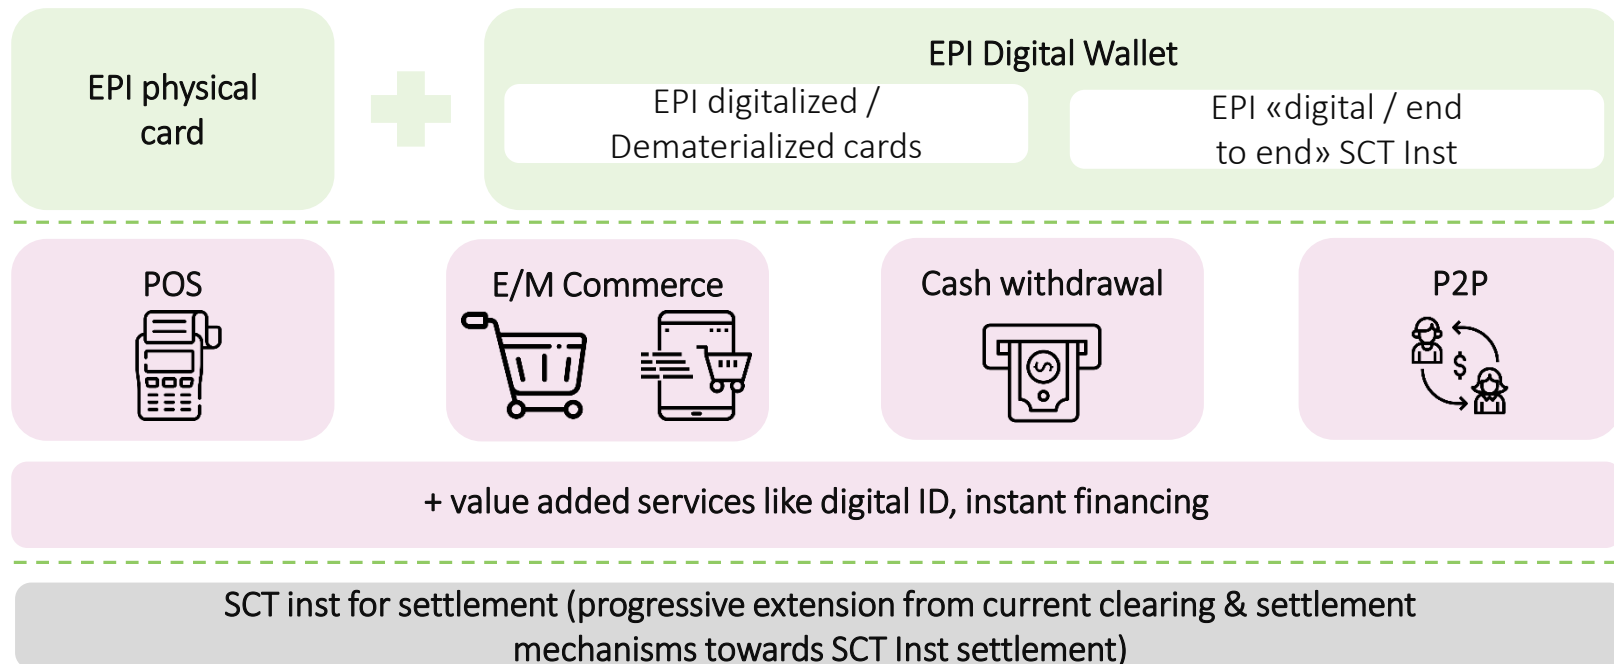 EPI physical
card
EPI Digital Wallet
EPI digitalized /
Dematerialized cards
EPI «digital / end
to end» SCT Inst
POS
E/M Commerce
Cash withdrawal
P2P
$
$
+ value added services like digital ID, instant financing
SCT inst for settlement (progressive extension from current clearing & settlement
mechanisms towards SCT Inst settlement)